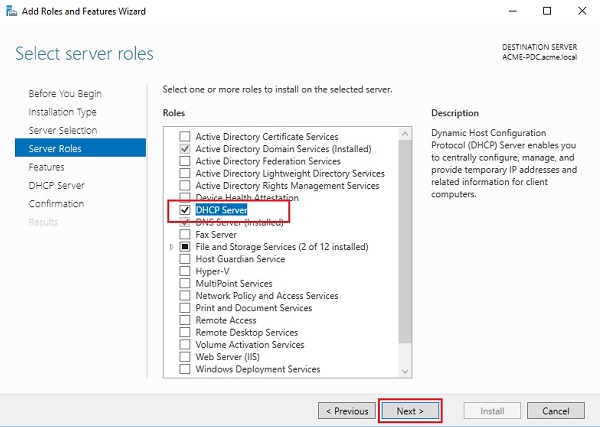 Add Roles and Features Wizard
Select server roles
DESTINATION SERVER
ACME-PDC.acme.local
Before You Begin
Installation Type
Server Selection
Server Roles
Features
DHCP Server
Confirmation
Results
Select one or more roles to install on the selected server.
Roles
Active Directory Certificate Services
Active Directory Domain Services (Installed)
Active Directory Federation Services
Active Directory Lightweight Directory Services
Active Directory Rights Management Services
Device Health Attestation
DHCP Server
DNS Server (Installed)
Fax Server
File and Storage Services (2 of 12 installed)
Host Guardian Service
Hyper-V
MultiPoint Services
Network Policy and Access Services
Print and Document Services
Remote Access
Remote Desktop Services
Volume Activation Services
Web Server (IIS)
Windows Deployment Services
Description
Dynamic Host Configuration
Protocol (DHCP) Server enables you
to centrally configure, manage, and
provide temporary IP addresses and
related information for client
computers.
< Previous
Next >
Install
Cancel